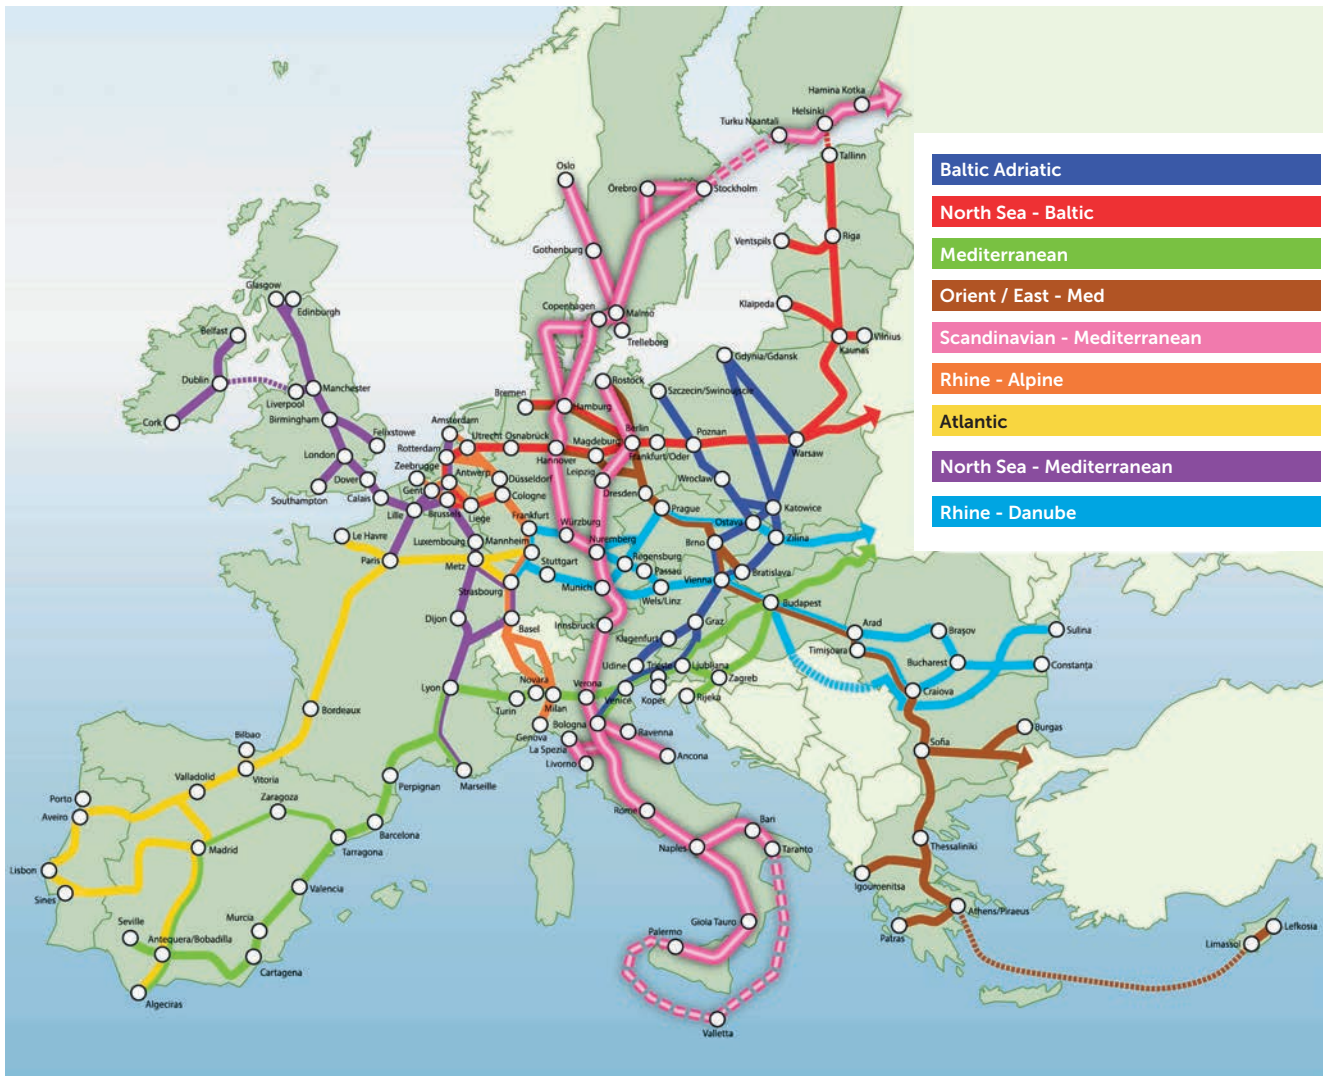 Hamina Kotka
Helsinki
Turku Naantali
Tallinn
Oslo
Örebro
Stockholm
Baltic Adriatic
North Sea - Baltic
Ventspils
Riga
Gothenburg
Mediterranean
Glasgow
Edinburgh
Orient / East - Med
Copenhagen
Malmö
Klaipeda
Belfast
Trelleborg
Kaunas
Vilnius
Scandinavian - Mediterranean
Gdynia/Gdansk
Dublin
Manchester
Liverpool
Rostock
Szczecin/Swinoujscie
Rhine - Alpine
Bremen
Hamburg
Cork
Birmingham
Felixstowe
Amsterdam
Atlantic
Utrecht
Osnabrück
Magdeburg
Berlin
Poznan
Rotterdam
Hannover
Frankfurt/Oder
Warsaw
London
Zeebrugge
Antwerp
Leipzig
North Sea - Mediterranean
Dover
Düsseldorf
Wroclaw
Southampton
Calais
Gent
Cologne
Dresden
Lille
Brussels
Liege
Prague
Katowice
Rhine - Danube
Frankfurt
Würzburg
Ostava
Le Havre
Luxembourg
Mannheim
Nuremberg
Brno
Zilina
Paris
Metz
Stuttgart
Regensburg
Passau
Vienna
Bratislava
Strasbourg
Munich
Wels/Linz
Budapest
Dijon
Basel
Innsbruck
Graz
Klagenfurt
Arad
Braşov
Sulina
Timişoara
Udine
Trieste
Ljubljana
Bucharest
Constanţa
Lyon
Novara
Verona
Zagreb
Turin
Milan
Venice
Koper
Rijeka
Craiova
Bordeaux
Genova
Bologna
Ravenna
Burgas
Bilbao
La Spezia
Livorno
Ancona
Sofia
Vitoria
Valladolid
Perpignan
Marseille
Porto
Zaragoza
Aveiro
Rome
Barcelona
Bari
Madrid
Tarragona
Naples
Taranto
Thessaloniki
Lisbon
Sines
Valencia
Igoumenitsa
Seville
Murcia
Gioia Tauro
Athens/Piraeus
Antequera/Bobadilla
Palermo
Patras
Lefkosia
Cartagena
Limassol
Algeciras
Valletta